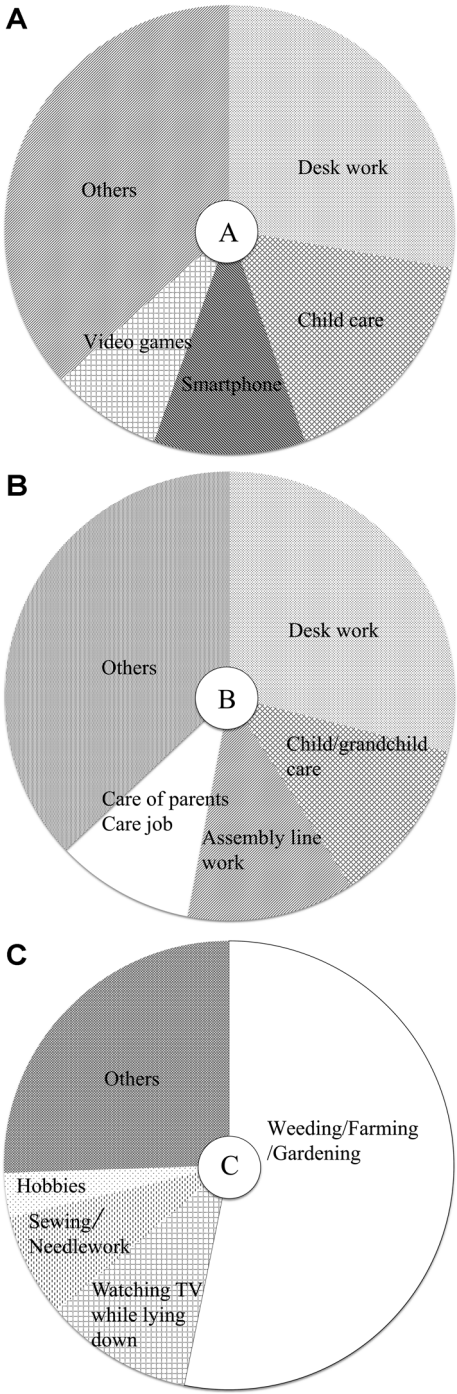 A
Desk work
Others
A
Child care
Video games
Smartphone
B
Desk work
Others
B
Child/grandchild
care
Care of parents
Care job
Assembly line
work
C
Others
Weeding/Farming
/Gardening
C
Hobbies
Sewing/
Needlework
Watching TV
while lying
down